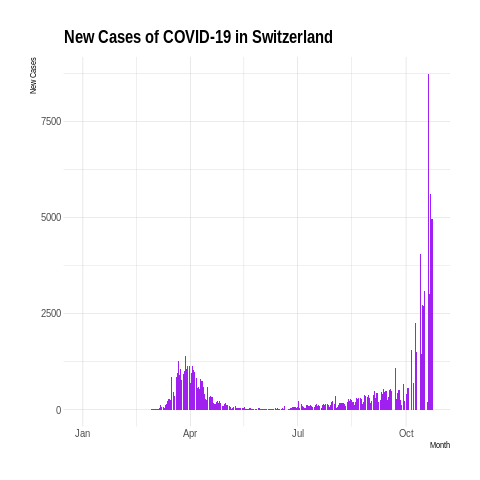 New Cases of COVID-19 in Switzerland
New Cases
7500
5000
2500
0
Jan Apr Jul Oct
Month